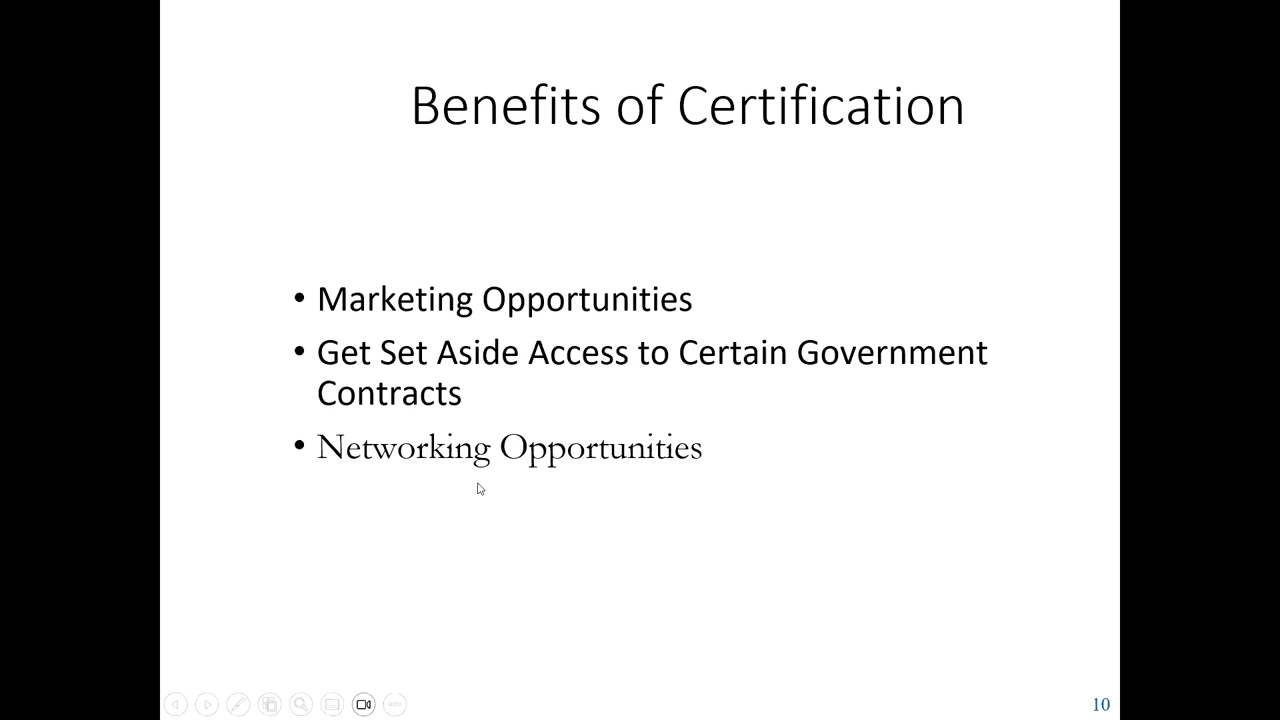 Benefits of Certification
• Marketing Opportunities
• Get Set Aside Access to Certain Government
Contracts
• Networking Opportunities
10